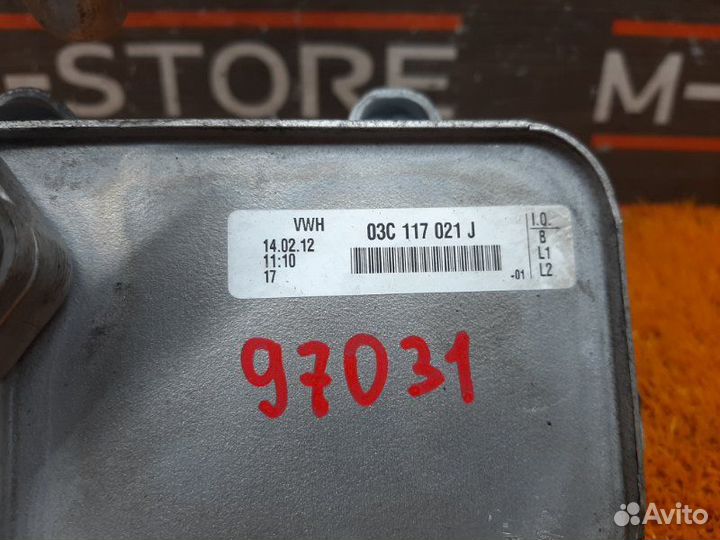 M-STORE M-
VWH 03C 117 021 J I.O.
14.02.12 B
11:10 L1
17 -01 L2
97031
Avito